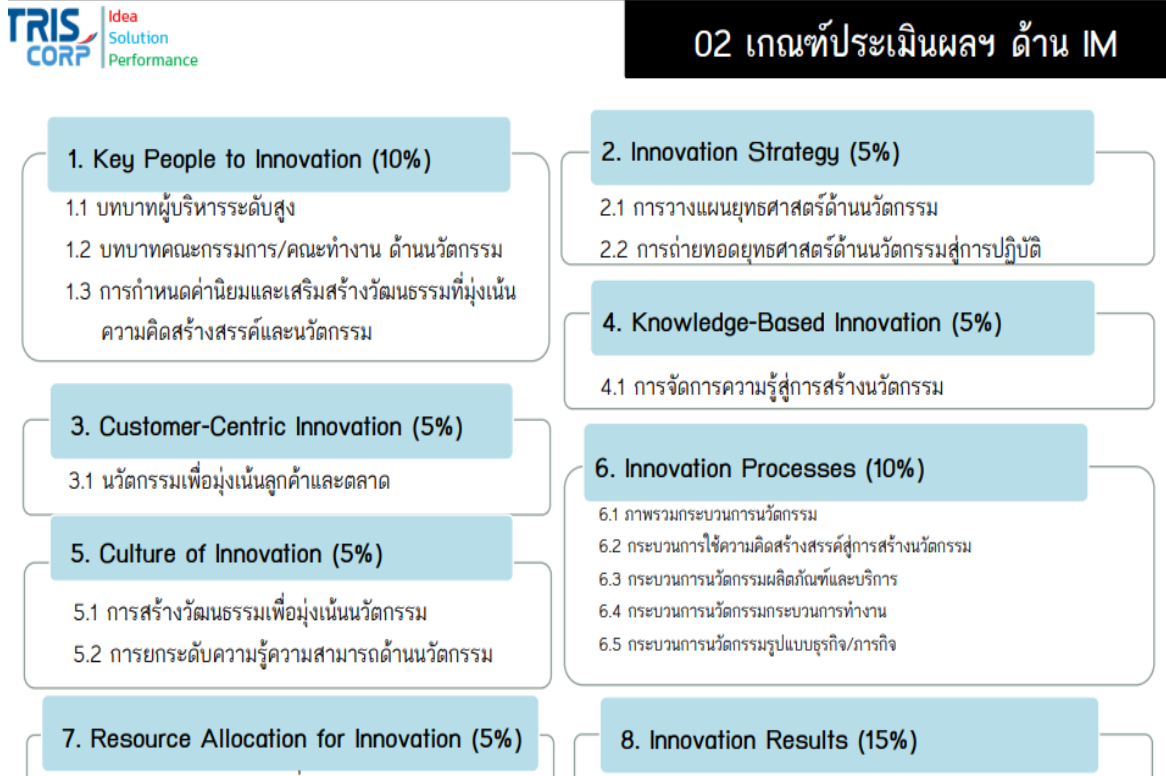 TRIS
CORP
Idea
Solution
Performance
02 เกณฑ์ประเมินผลฯ ด้าน IM
1. Key People to Innovation (10%)
1.1 บทบาทผู้บริหารระดับสูง
1.2 บทบาทคณะกรรมการ/คณะทำงาน ด้านนวัตกรรม
1.3 การกำหนดค่านิยมและเสริมสร้างวัฒนธรรมที่มุ่งเน้น
ความคิดสร้างสรรค์และนวัตกรรม
2. Innovation Strategy (5%)
2.1 การวางแผนยุทธศาสตร์ด้านนวัตกรรม
2.2 การถ่ายทอดยุทธศาสตร์ด้านนวัตกรรมสู่การปฏิบัติ
3. Customer-Centric Innovation (5%)
3.1 นวัตกรรมเพื่อมุ่งเน้นลูกค้าและตลาด
4. Knowledge-Based Innovation (5%)
4.1 การจัดการความรู้สู่การสร้างนวัตกรรม
5. Culture of Innovation (5%)
5.1 การสร้างวัฒนธรรมเพื่อมุ่งเน้นนวัตกรรม
5.2 การยกระดับความรู้ความสามารถด้านนวัตกรรม
6. Innovation Processes (10%)
6.1 ภาพรวมกระบวนการนวัตกรรม
6.2 กระบวนการใช้ความคิดสร้างสรรค์สู่การสร้างนวัตกรรม
6.3 กระบวนการนวัตกรรมผลิตภัณฑ์และบริการ
6.4 กระบวนการนวัตกรรมกระบวนการทำงาน
6.5 กระบวนการนวัตกรรมรูปแบบธุรกิจ/ภารกิจ
7. Resource Allocation for Innovation (5%)
8. Innovation Results (15%)